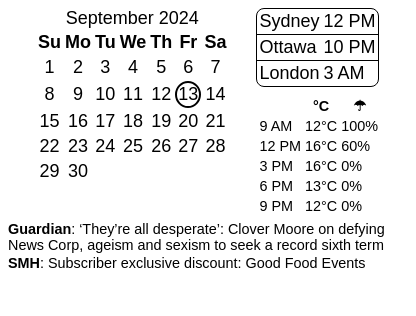 September 2024
Su Mo Tu We Th Fr Sa
1 2 3 4 5 6 7
8 9 10 11 12 13 14
15 16 17 18 19 20 21
22 23 24 25 26 27 28
29 30
Sydney 12 PM
Ottawa 10 PM
London 3 AM
°C ☂
9 AM 12°C 100%
12 PM 16°C 60%
3 PM 16°C 0%
6 PM 13°C 0%
9 PM 12°C 0%
Guardian: ‘They’re all desperate’: Clover Moore on defying
News Corp, ageism and sexism to seek a record sixth term
SMH: Subscriber exclusive discount: Good Food Events